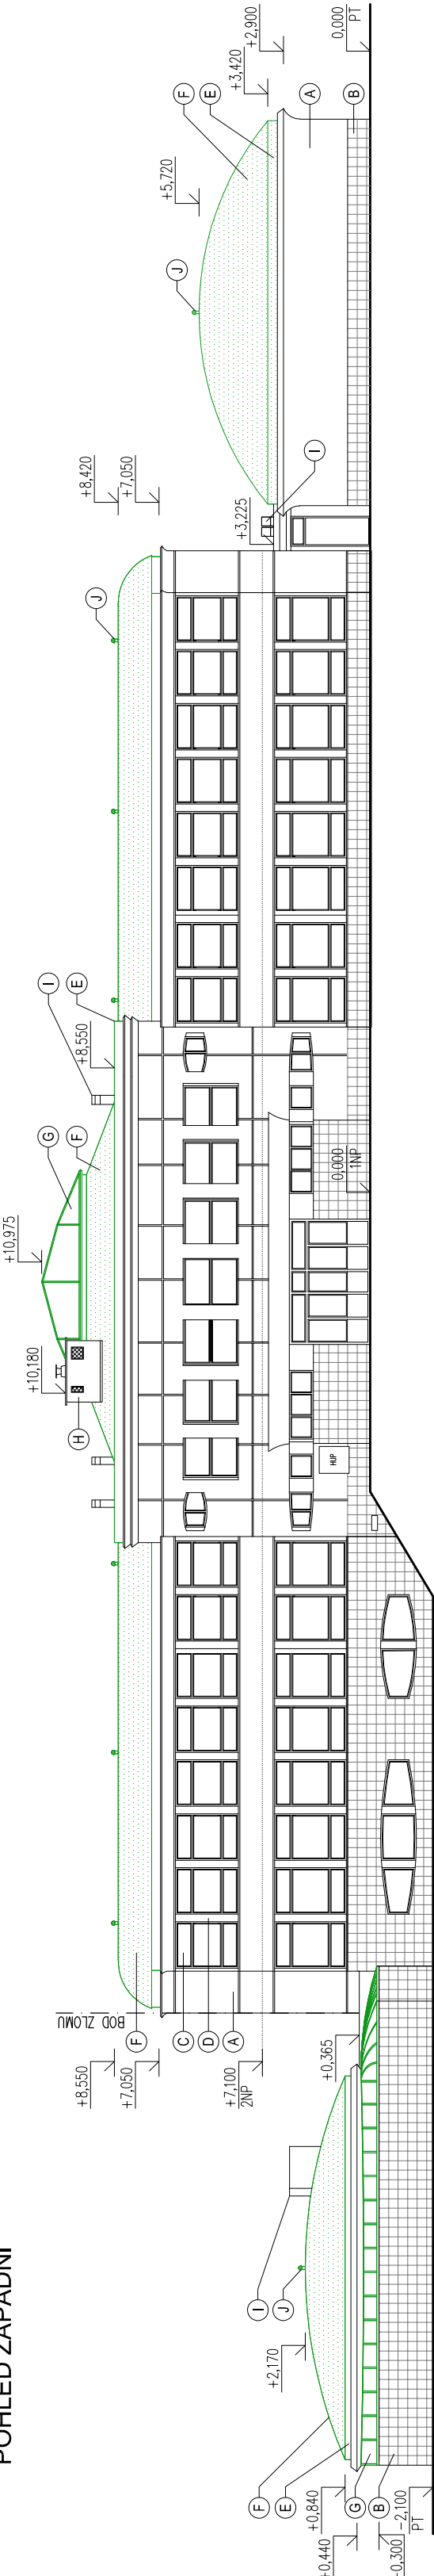 POHLED ZÁPADNÍ
+0,440
+0,300
+0,840
-2,100
PT
F
E
G
B
+2,170
I
J
+0,365
+8,550
+7,050
BOD ZLOMU
F
C
D
A
+7,100
2NP
H
+10,180
+10,975
G
F
I
E
+8,550
HUP
0,000
1NP
J
+8,420
+7,050
+3,225
I
J
+5,720
F
E
A
B
+3,420
+2,900
0,000
PT